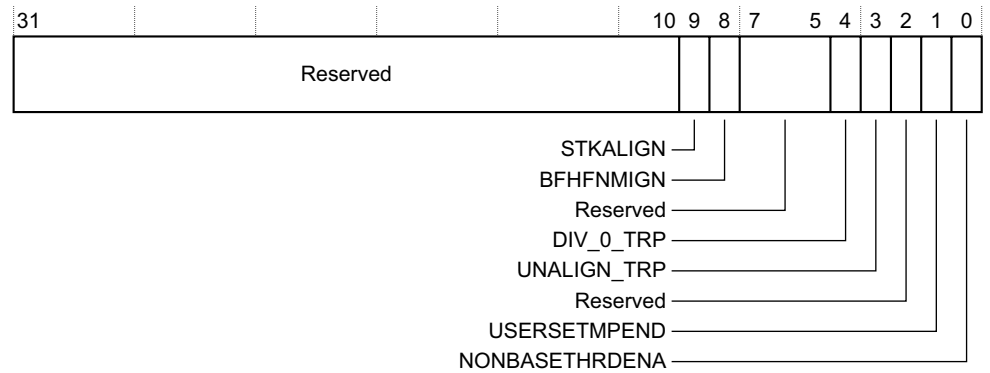 31 10 9 8 7 5 4 3 2 1 0
Reserved
STKALIGN
BFHFNMIGN
Reserved
DIV_0_TRP
UNALIGN_TRP
Reserved
USERSETMPEND
NONBASETHRDENA